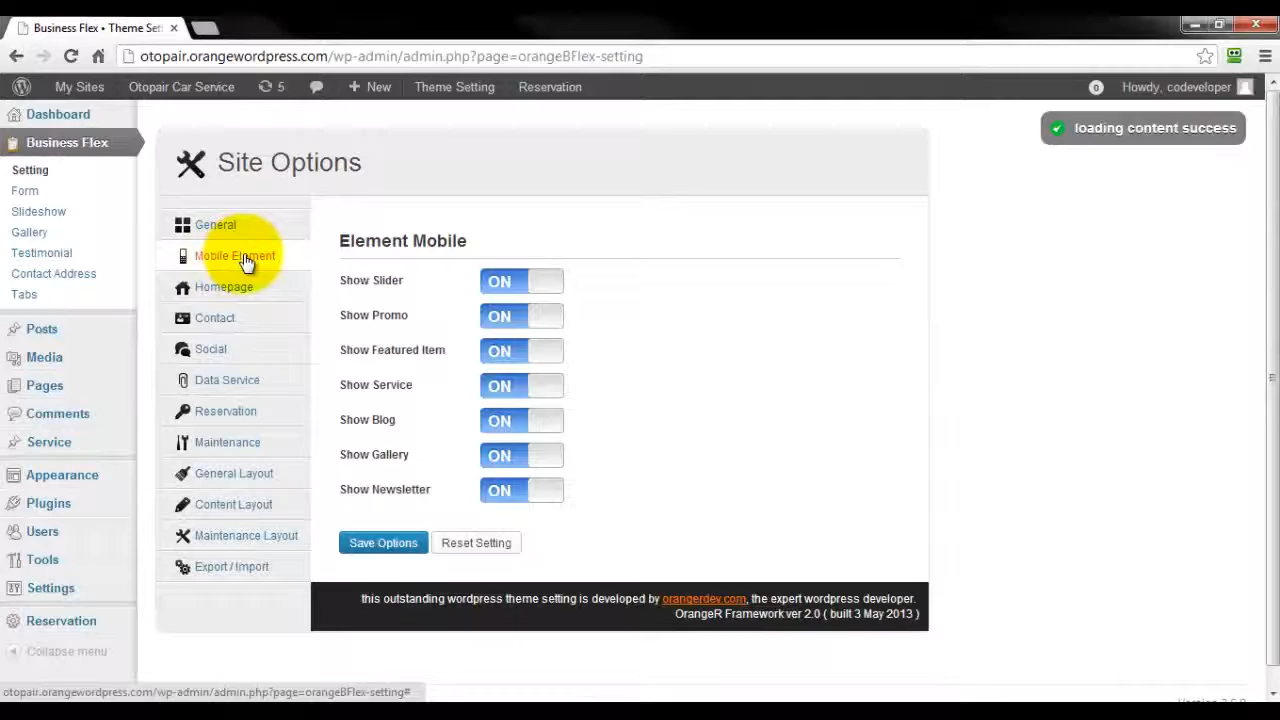 Business Flex • Theme Set
otopair.orangewordpress.com/wp-admin/admin.php?page=orangeBFlex-setting
My Sites
Otopair Car Service
5
New
Theme Setting
Reservation
0
Howdy, codeveloper
Dashboard
Business Flex
Setting
Form
Slideshow
Gallery
Testimonial
Contact Address
Tabs
Posts
Media
Pages
Comments
Service
Appearance
Plugins
Users
Tools
Settings
Reservation
Collapse menu
loading content success
Site Options
General
Mobile Element
Homepage
Contact
Social
Data Service
Reservation
Maintenance
General Layout
Content Layout
Maintenance Layout
Export / Import
Element Mobile
Show Slider ON
Show Promo ON
Show Featured Item ON
Show Service ON
Show Blog ON
Show Gallery ON
Show Newsletter ON
Save Options Reset Setting
this outstanding wordpress theme setting is developed by orangerdev.com, the expert wordpress developer.
OrangeR Framework ver 2.0 ( built 3 May 2013 )
otopair.orangewordpress.com/wp-admin/admin.php?page=orangeBFlex-setting#